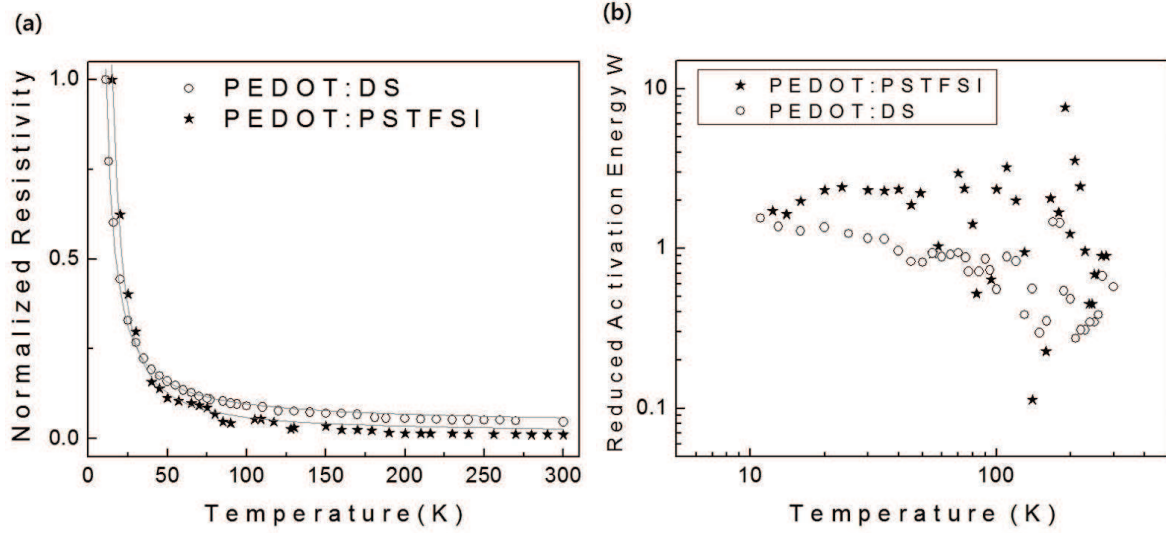 (a)
Normalized Resistivity
1.0
0.5
0.0
PEDOT:DS
PEDOT:PSTFSI
0 50 100 150 200 250 300
Temperature(K)
(b)
Reduced Activation Energy W
10
1
0.1
PEDOT:PSTFSI
PEDOT:DS
10 100
Temperature (K)